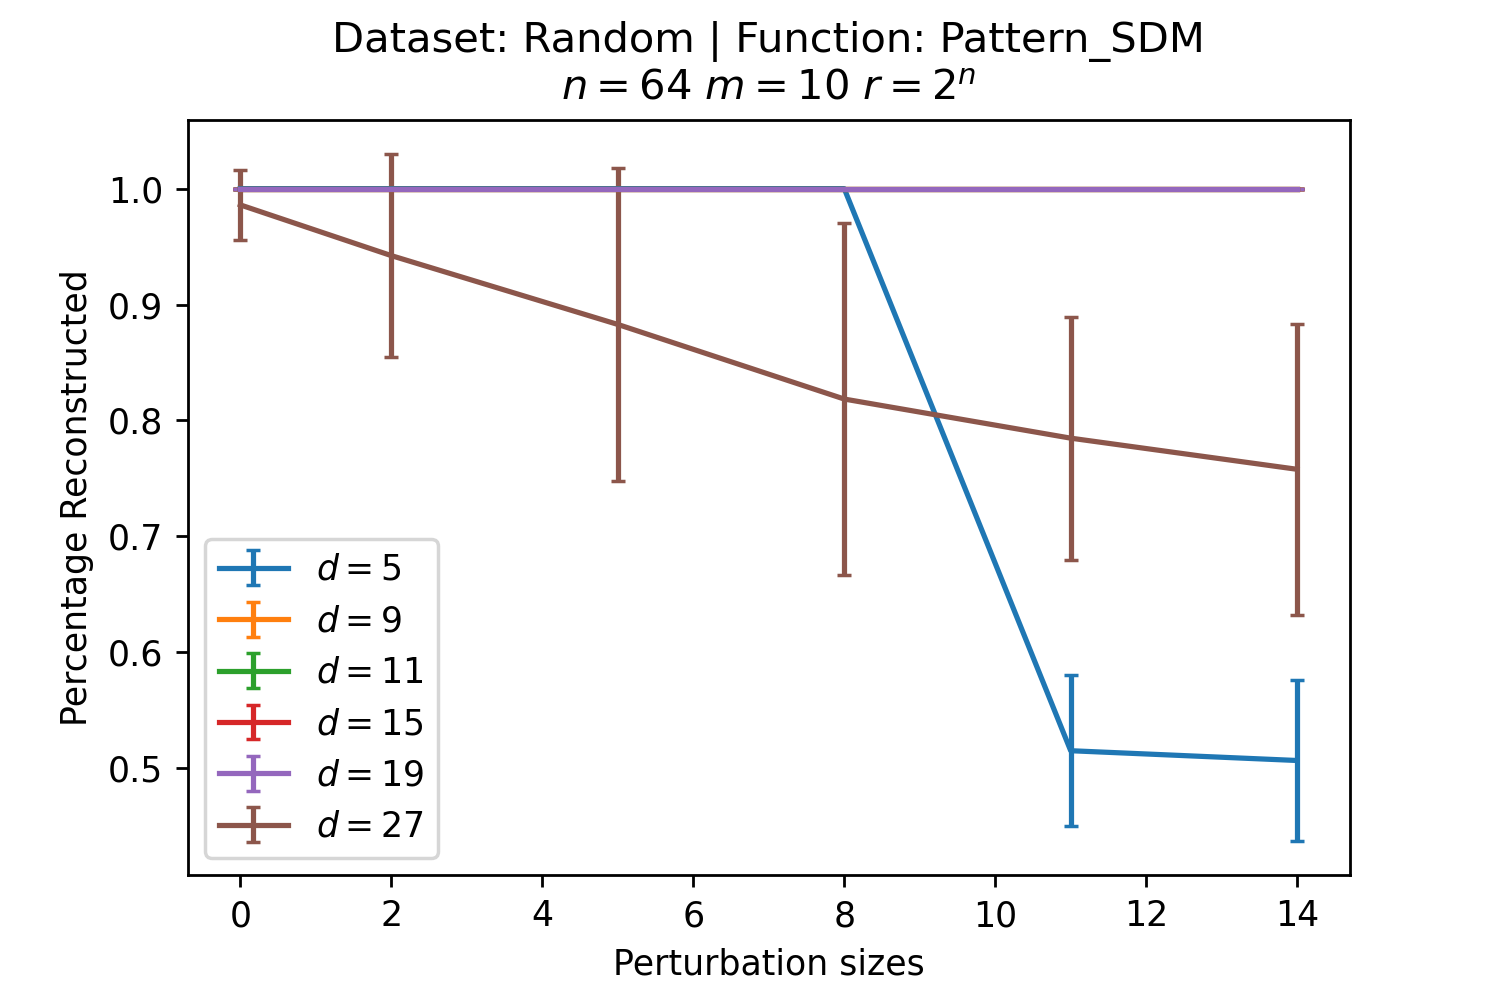 Dataset: Random | Function: Pattern_SDM
n = 64 m = 10 r = 2ⁿ
Percentage Reconstructed
1.0
0.9
0.8
0.7
0.6
0.5
d = 5
d = 9
d = 11
d = 15
d = 19
d = 27
0 2 4 6 8 10 12 14
Perturbation sizes